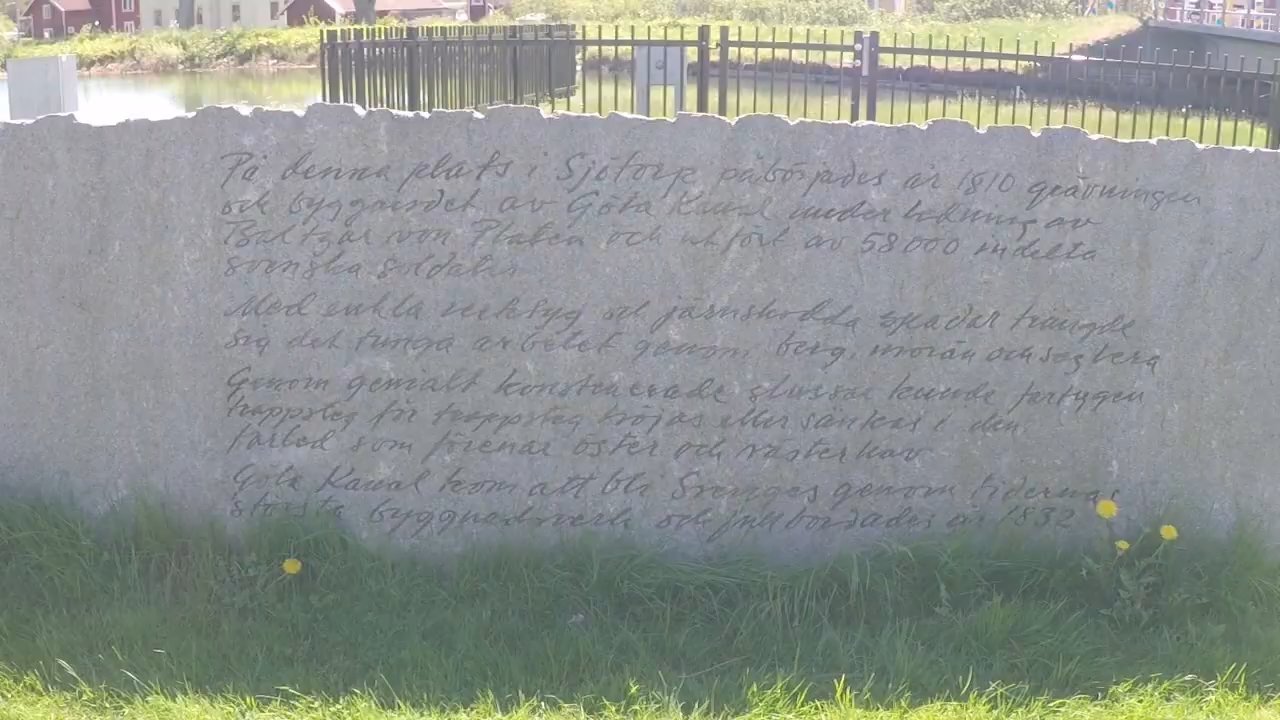 På denna plats i Sjötorp påbörjades år 1810 grävningen
och byggandet av Göta Kanal under ledning av
Baltzar von Platen och utfört av 58000 indelta
svenska soldater
Med enkla verktyg och järnskodda spadar trängde
sig det tunga arbetet genom berg, morän och
Genom genialt konstruerade slussar kunde fartygen
trappsteg för trappsteg höjas eller sänkas i den
farled som förenar öster och västerhav
Göta Kanal kom att bli Sveriges genom tiderna
största byggnadsverk och fullbordades år 1832